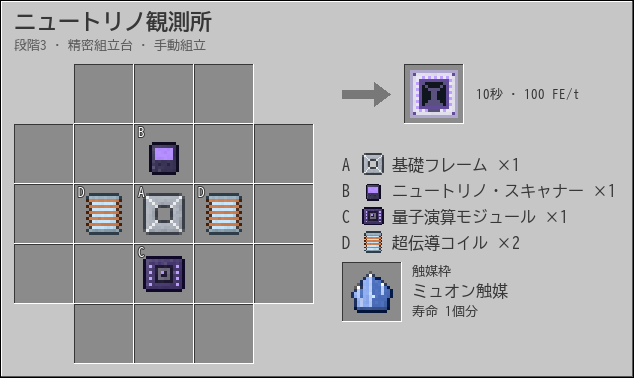 ニュートリノ観測所
段階3 · 精密組立台 · 手動組立
B
D
A
D
C
10秒 · 100 FE/t
A 基礎フレーム ×1
B ニュートリノ・スキャナー ×1
C 量子演算モジュール ×1
D 超伝導コイル ×2
触媒枠
ミュオン触媒
寿命 1個分